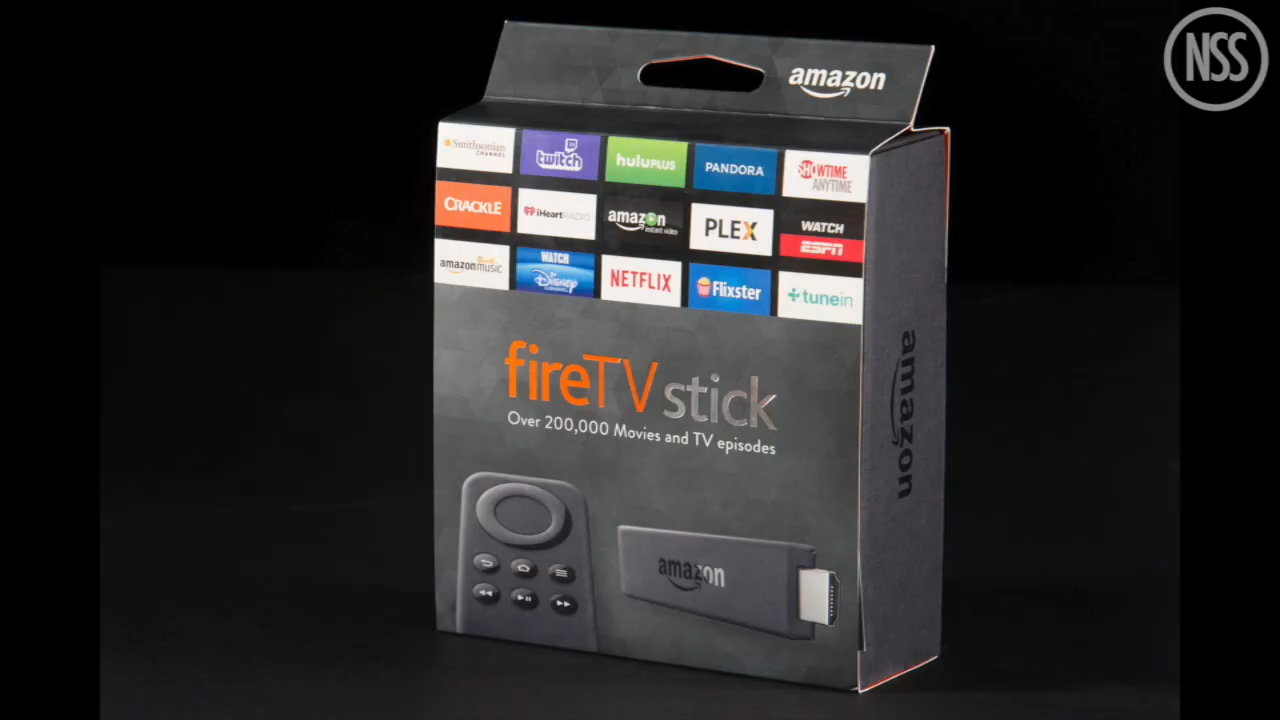 NSS
amazon
Smithsonian
CHANNEL
twitch
huluPLUS
PANDORA
SHOWTIME
ANYTIME
CRACKLE
iHeartRADIO
amazon
instant video
PLEX
WATCH
ESPN
amazonmusic
WATCH
Disney
CHANNEL
NETFLIX
Flixster
tunein
fireTV stick
Over 200,000 Movies and TV episodes
amazon
amazon